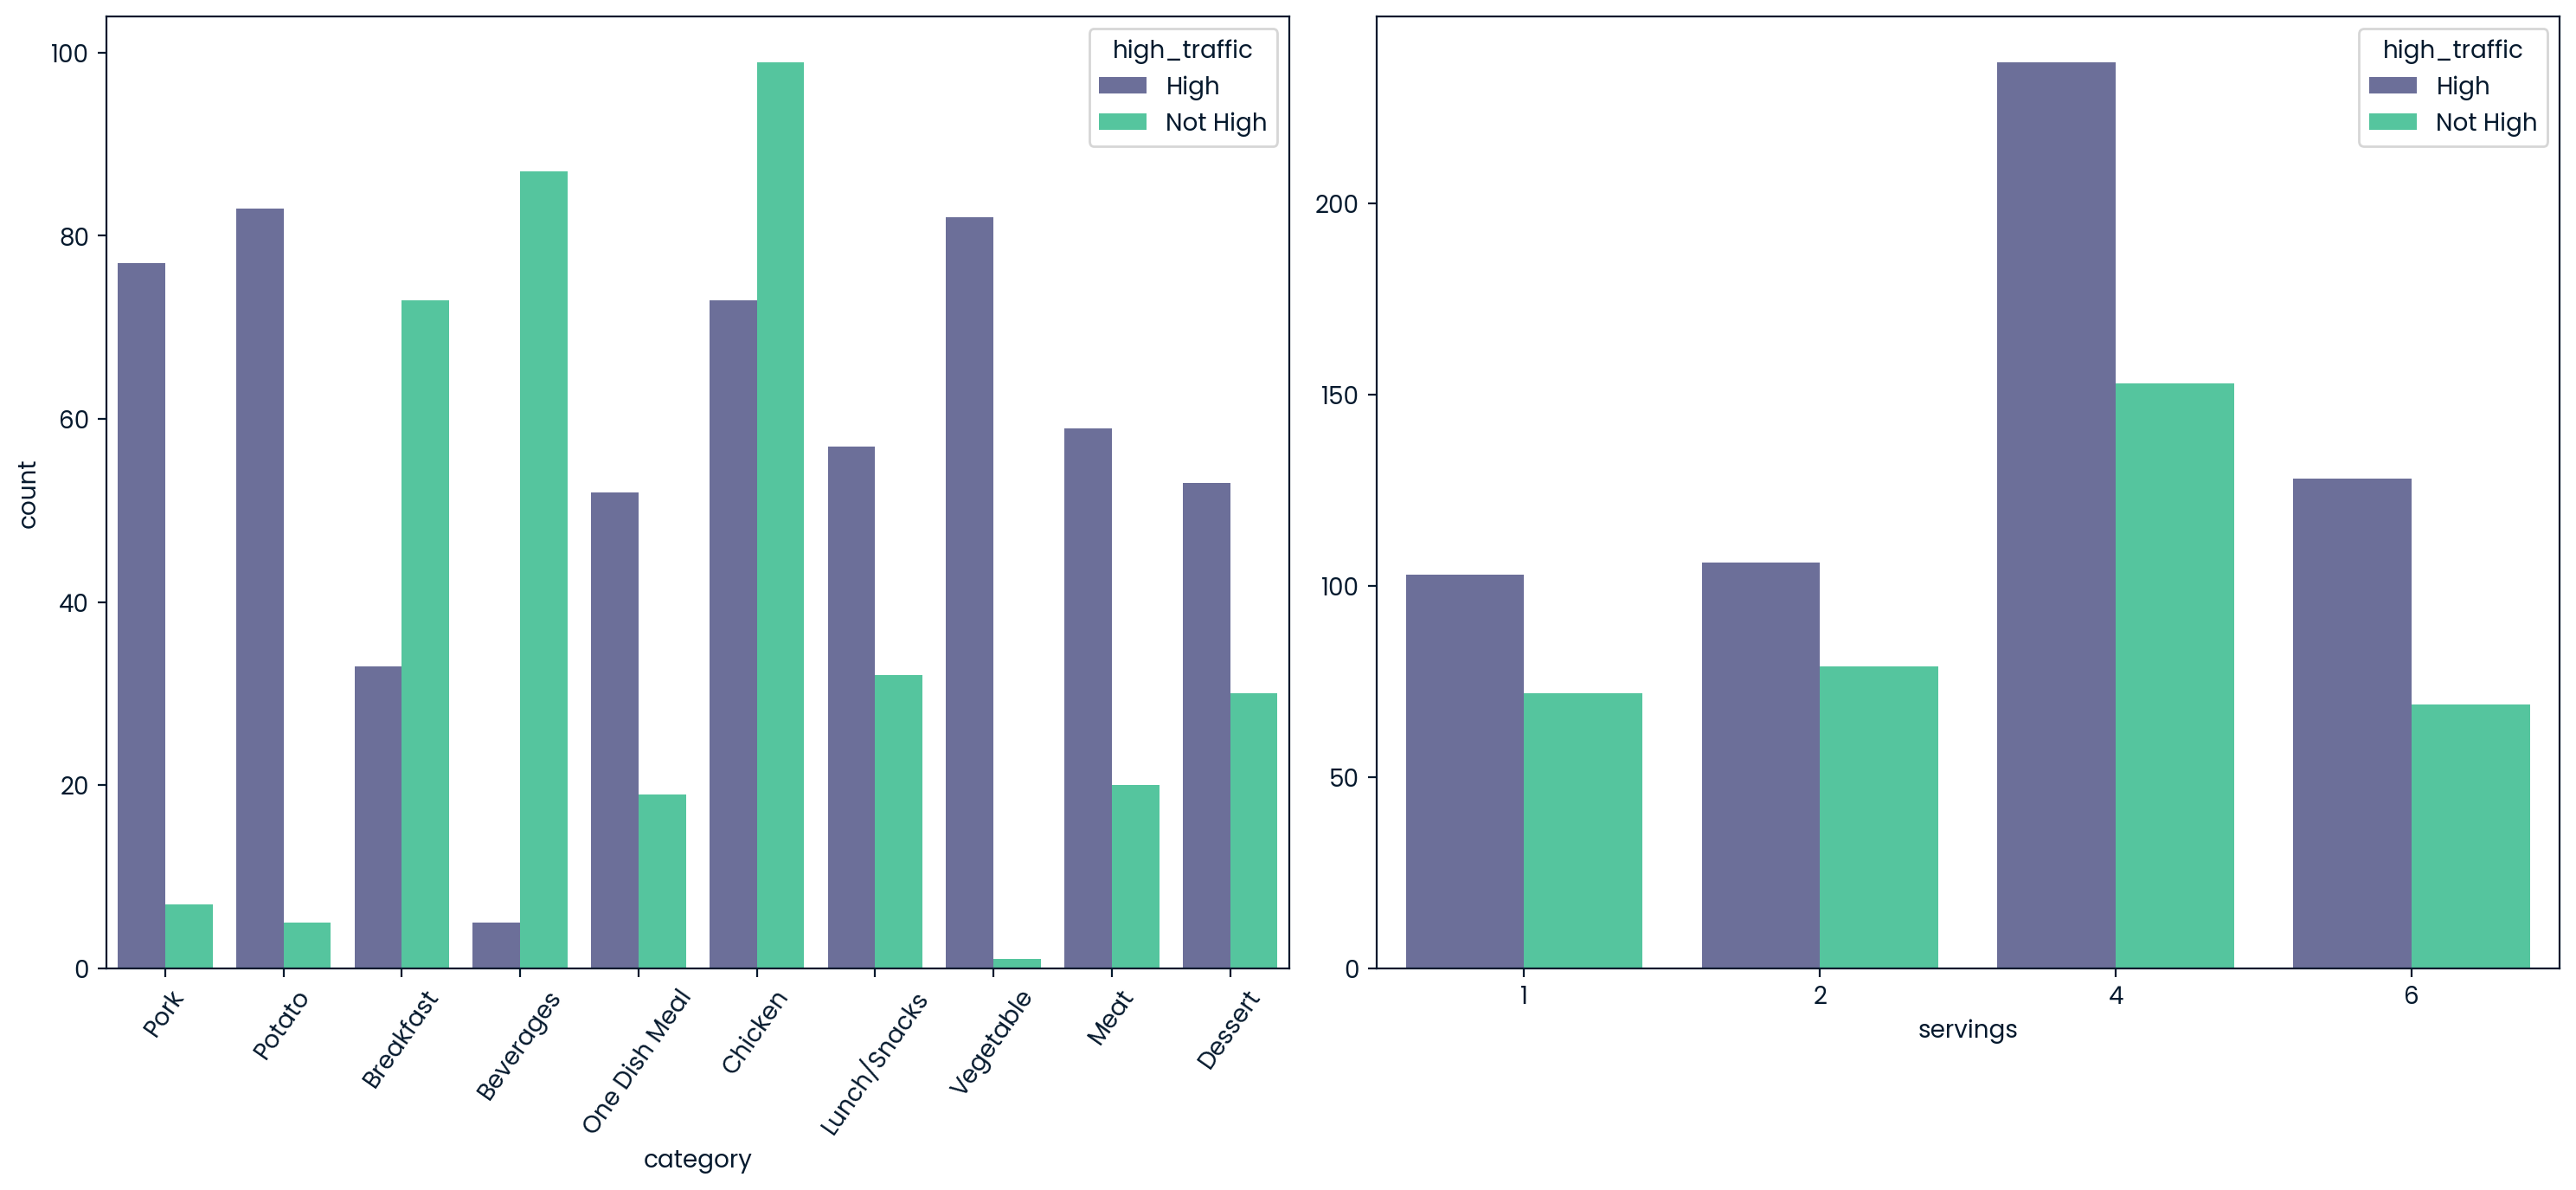 count
100
80
60
40
20
0
high_traffic
High
Not High
Pork
Potato
Breakfast
Beverages
One Dish Meal
Chicken
Lunch/Snacks
Vegetable
Meat
Dessert
category
200
150
100
50
0
high_traffic
High
Not High
1
2
4
6
servings